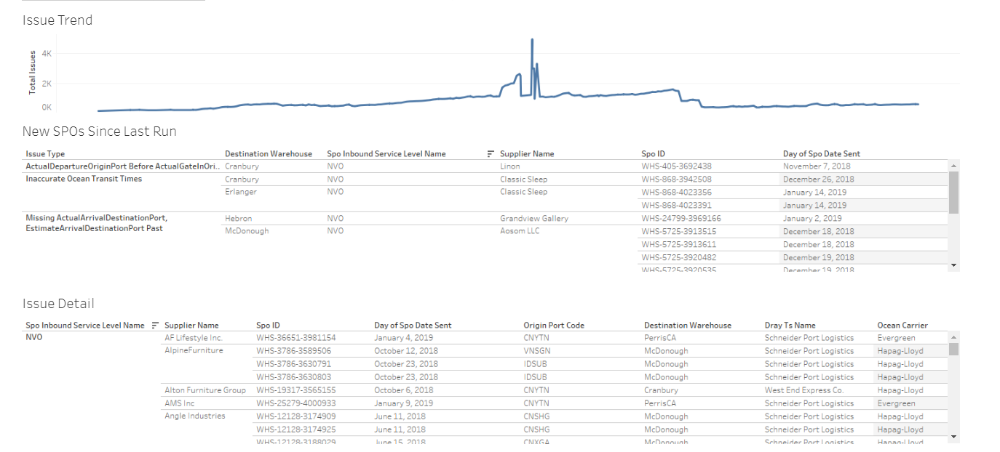 Issue Trend
Total Issues
4K
2K
0K
New SPOs Since Last Run
Issue Type Destination Warehouse Spo Inbound Service Level Name Supplier Name Spo ID Day of Spo Date Sent
ActualDepartureOriginPort Before ActualGateInOri.. Cranbury NVO Linon WHS-405-3692438 November 7, 2018
Inaccurate Ocean Transit Times Cranbury NVO Classic Sleep WHS-868-3942508 December 26, 2018
Erlanger NVO Classic Sleep WHS-868-4023356 January 14, 2019
WHS-868-4023391 January 14, 2019
Missing ActualArrivalDestinationPort, Hebron NVO Grandview Gallery WHS-24799-3969166 January 2, 2019
EstimateArrivalDestinationPort Past McDonough NVO Aosom LLC WHS-5725-3913515 December 18, 2018
WHS-5725-3913611 December 18, 2018
WHS-5725-3920482 December 19, 2018
WHS-5725-3920535 December 19, 2018
Issue Detail
Spo Inbound Service Level Name Supplier Name Spo ID Day of Spo Date Sent Origin Port Code Destination Warehouse Dray Ts Name Ocean Carrier
NVO AF Lifestyle Inc. WHS-36651-3981154 January 4, 2019 CNYTN PerrisCA Schneider Port Logistics Evergreen
AlpineFurniture WHS-3786-3589506 October 12, 2018 VNSGN McDonough Schneider Port Logistics Hapag-Lloyd
WHS-3786-3630791 October 23, 2018 IDSUB McDonough Schneider Port Logistics Hapag-Lloyd
WHS-3786-3630803 October 23, 2018 IDSUB McDonough Schneider Port Logistics Hapag-Lloyd
Alton Furniture Group WHS-19317-3565155 October 6, 2018 CNYTN Cranbury West End Express Co. Hapag-Lloyd
AMS Inc WHS-25279-4000933 January 9, 2019 CNYTN PerrisCA Schneider Port Logistics Evergreen
Angle Industries WHS-12128-3174909 June 11, 2018 CNSHG McDonough Schneider Port Logistics Hapag-Lloyd
WHS-12128-3174925 June 11, 2018 CNSHG McDonough Schneider Port Logistics Hapag-Lloyd
WHS-12128-3188029 June 15, 2018 CNXGA McDonough Schneider Port Logistics Hapag-Lloyd